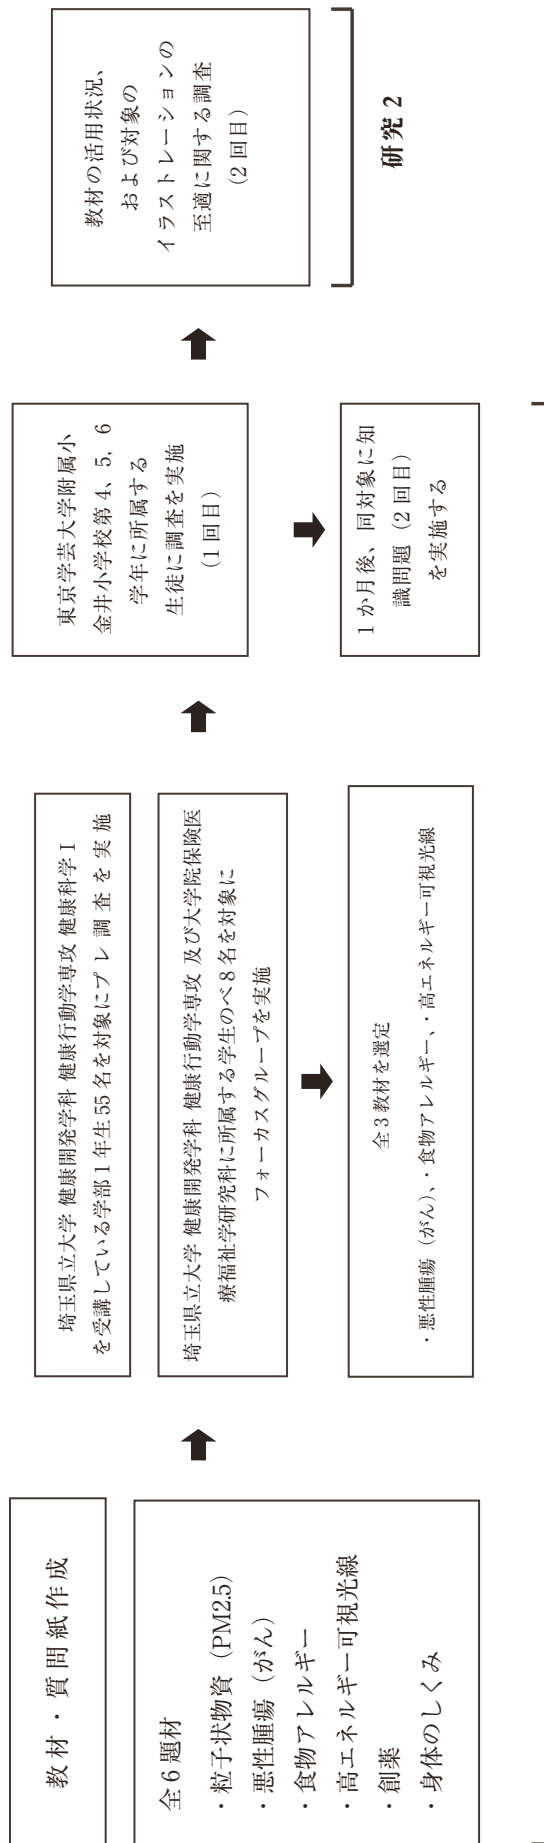 教材・質問紙作成
全6題材
・粒子状物資（PM2.5）
・悪性腫瘍（がん）
・食物アレルギー
・高エネルギー可視光線
・創薬
・身体のしくみ
埼玉県立大学 健康開発学科 健康行動学専攻 健康科学Ⅰ
を受講している学部1年生55名を対象にプレ調査を実施
埼玉県立大学 健康開発学科 健康行動学専攻 及び大学院保険医
療福祉学研究科に所属する学生のべ8名を対象に
フォーカスグループを実施
全3教材を選定
・悪性腫瘍（がん）、・食物アレルギー、・高エネルギー可視光線
東京学芸大学附属小
金井小学校第4、5、6
学年に所属する
生徒に調査を実施
（1回目）
1か月後、同対象に知
識問題（2回目）
を実施する
教材の活用状況、
および対象の
イラストレーションの
至適に関する調査
（2回目）
研究2